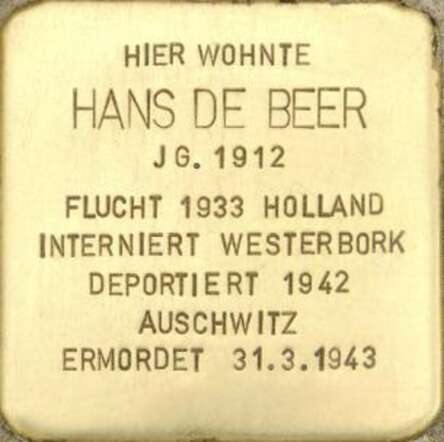 HIER WOHNTE
HANS DE BEER
JG. 1912
FLUCHT 1933 HOLLAND
INTERNIERT WESTERBORK
DEPORTIERT 1942
AUSCHWITZ
ERMORDET 31.3.1943